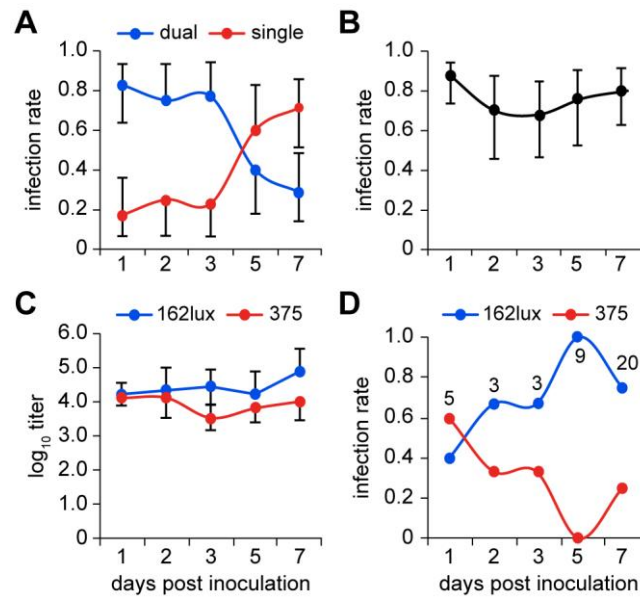 A
dual single
infection rate
1.0
0.8
0.6
0.4
0.2
0
1 2 3 5 7
B
infection rate
1.0
0.8
0.6
0.4
0.2
0
1 2 3 5 7
C
162lux 375
log10 titer
6.0
5.0
4.0
3.0
2.0
1.0
0.0
1 2 3 5 7
days post inoculation
D
162lux 375
infection rate
1.0
0.8
0.6
0.4
0.2
0
5 3 3 9 20
1 2 3 5 7
days post inoculation